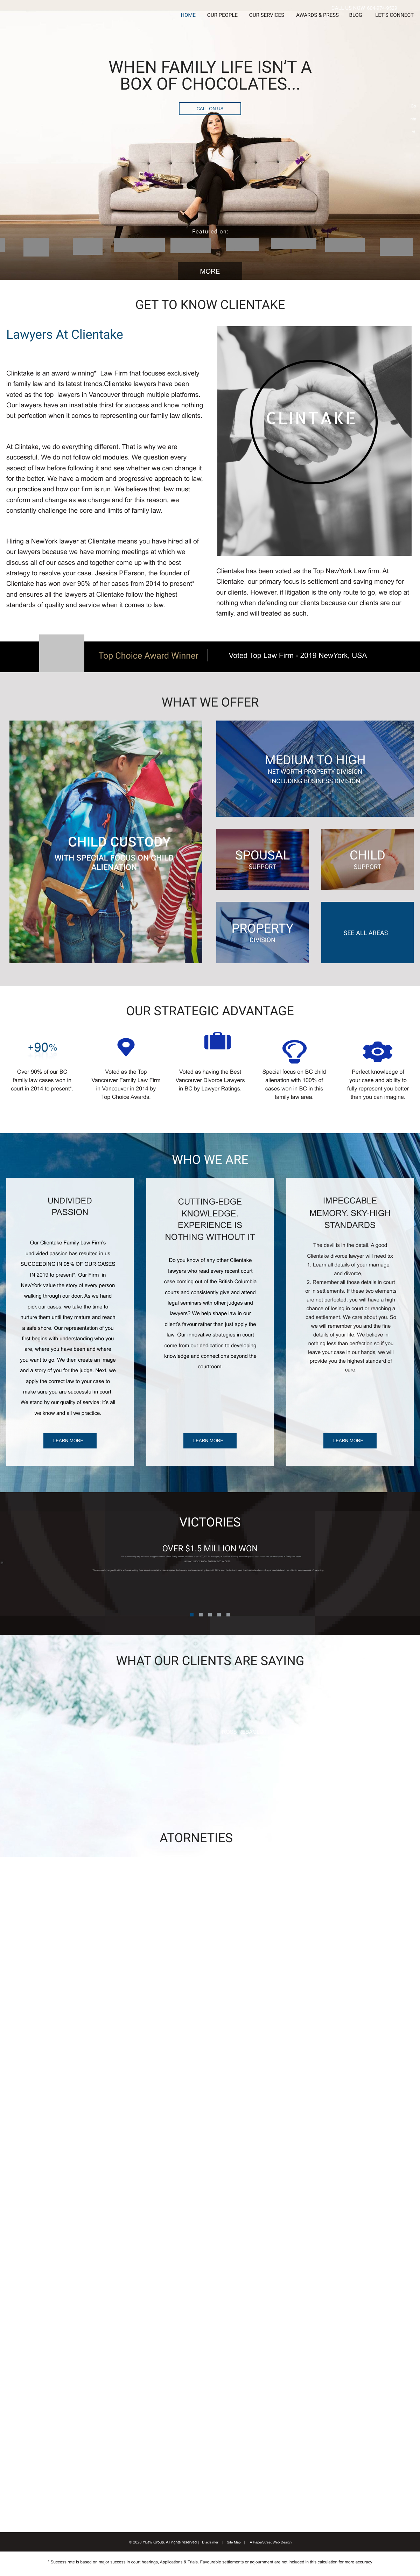 HOME OUR PEOPLE OUR SERVICES AWARDS & PRESS BLOG LET'S CONNECT
WHEN FAMILY LIFE ISN'T A
BOX OF CHOCOLATES...
CALL ON US
Featured on:
MORE
GET TO KNOW CLIENTAKE
Lawyers At Clientake
Clinktake is an award winning* Law Firm that focuses exclusively
in family law and its latest trends.Clientake lawyers have been
voted as the top lawyers in Vancouver through multiple platforms.
Our lawyers have an insatiable thirst for success and know nothing
but perfection when it comes to representing our family law clients.
At Clintake, we do everything different. That is why we are
successful. We do not follow old modules. We question every
aspect of law before following it and see whether we can change it
for the better. We have a modern and progressive approach to law,
our practice and how our firm is run. We believe that law must
conform and change as we change and for this reason, we
constantly challenge the core and limits of family law.
Hiring a NewYork lawyer at Clientake means you have hired all of
our lawyers because we have morning meetings at which we
discuss all of our cases and together come up with the best
strategy to resolve your case. Jessica PEarson, the founder of
Clientake has won over 95% of her cases from 2014 to present*
and ensures all the lawyers at Clientake follow the highest
standards of quality and service when it comes to law.
CLINTAKE
Clientake has been voted as the Top NewYork Law firm. At
Clientake, our primary focus is settlement and saving money for
our clients. However, if litigation is the only route to go, we stop at
nothing when defending our clients because our clients are our
family, and will treated as such.
Top Choice Award Winner
Voted Top Law Firm - 2019 NewYork, USA
WHAT WE OFFER
CHILD CUSTODY
WITH SPECIAL FOCUS ON CHILD
ALIENATION
MEDIUM TO HIGH
NET-WORTH PROPERTY DIVISION
INCLUDING BUSINESS DIVISION
SPOUSAL
SUPPORT
CHILD
SUPPORT
PROPERTY
DIVISION
SEE ALL AREAS
OUR STRATEGIC ADVANTAGE
+90%
Over 90% of our BC
family law cases won in
court in 2014 to present*.
Voted as the Top
Vancouver Family Law Firm
in Vancouver in 2014 by
Top Choice Awards.
Voted as having the Best
Vancouver Divorce Lawyers
in BC by Lawyer Ratings.
Special focus on BC child
alienation with 100% of
cases won in BC in this
family law area.
Perfect knowledge of
your case and ability to
fully represent you better
than you can imagine.
WHO WE ARE
UNDIVIDED
PASSION
Our Clientake Family Law Firm's
undivided passion has resulted in us
SUCCEEDING IN 95% OF OUR CASES
IN 2019 to present*. Our Firm in
NewYork value the story of every person
walking through our door. As we hand
pick our cases, we take the time to
nurture them until they mature and reach
a safe shore. Our representation of you
first begins with understanding who you
are, where you have been and where
you want to go. We then create an image
and a story of you for the judge. Next, we
apply the correct law to your case to
make sure you are successful in court.
We stand by our quality of service; it's all
we know and all we practice.
LEARN MORE
CUTTING-EDGE
KNOWLEDGE.
EXPERIENCE IS
NOTHING WITHOUT IT
Do you know of any other Clientake
lawyers who read every recent court
case coming out of the British Columbia
courts and consistently give and attend
legal seminars with other judges and
lawyers? We help shape law in our
client's favour rather than just apply the
law. Our innovative strategies in court
come from our dedication to developing
knowledge and connections beyond the
courtroom.
LEARN MORE
IMPECCABLE
MEMORY. SKY-HIGH
STANDARDS
The devil is in the detail. A good
Clientake divorce lawyer will need to:
1. Learn all details of your marriage
and divorce,
2. Remember all those details in court
or in settlements. If these two elements
are not perfected, you will have a high
chance of losing in court or reaching a
bad settlement. We care about you. So
we will remember you and the fine
details of your life. We believe in
nothing less than perfection so if you
leave your case in our hands, we will
provide you the highest standard of
care.
LEARN MORE
VICTORIES
OVER $1.5 MILLION WON
WHAT OUR CLIENTS ARE SAYING
ATORNETIES
© 2020 YLaw Group. All rights reserved | Disclaimer | Site Map | A PaperStreet Web Design
* Success rate is based on major success in court hearings, Applications & Trials. Favourable settlements or adjournment are not included in this calculation for more accuracy